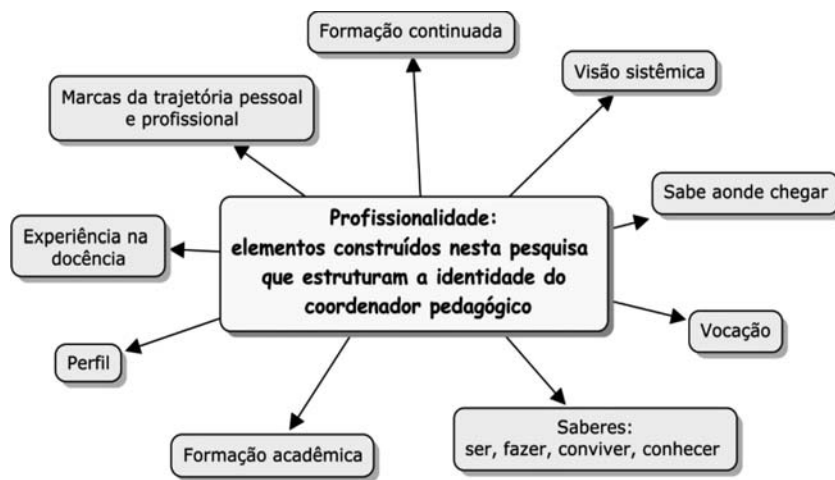 Formação continuada
Visão sistêmica
Marcas da trajetória pessoal
e profissional
Sabe aonde chegar
Profissionalidade:
elementos construídos nesta pesquisa
que estruturam a identidade do
coordenador pedagógico
Experiência na
docência
Vocação
Perfil
Saberes:
ser, fazer, conviver, conhecer
Formação acadêmica